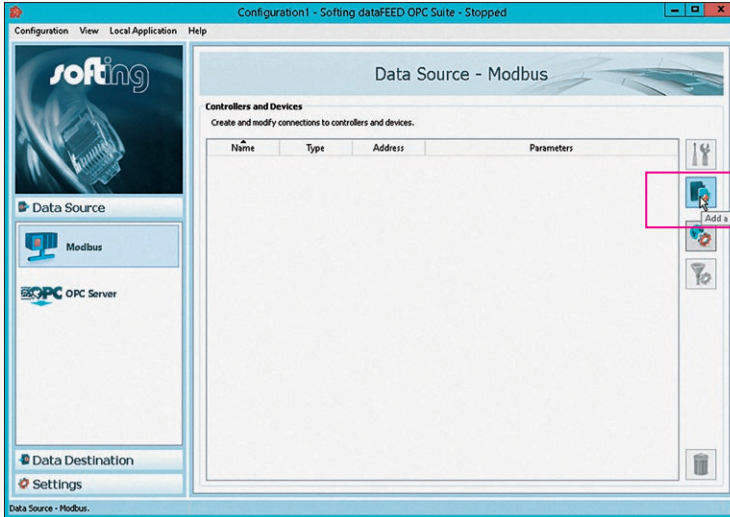 Configuration1 - Softing dataFEED OPC Suite - Stopped
Configuration View Local Application Help
softing
Data Source - Modbus
Controllers and Devices
Create and modify connections to controllers and devices.
Name Type Address Parameters
Data Source
Add a
Modbus
OPC OPC Server
Data Destination
Settings
Data Source - Modbus.